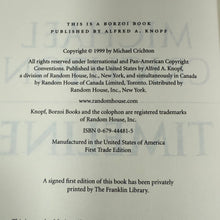 THIS IS A BORZOI BOOK
PUBLISHED BY ALFRED A. KNOPF
Copyright © 1999 by Michael Crichton
All rights reserved under International and Pan-American Copyright
Conventions. Published in the United States by Alfred A. Knopf,
a division of Random House, Inc., New York, and simultaneously in Canada
by Random House of Canada Limited, Toronto. Distributed by
Random House, Inc., New York.
www.randomhouse.com
Knopf, Borzoi Books and the colophon are registered trademarks
of Random House, Inc.
ISBN 0-679-44481-5
Manufactured in the United States of America
First Trade Edition
A signed first edition of this book has been privately
printed by The Franklin Library.